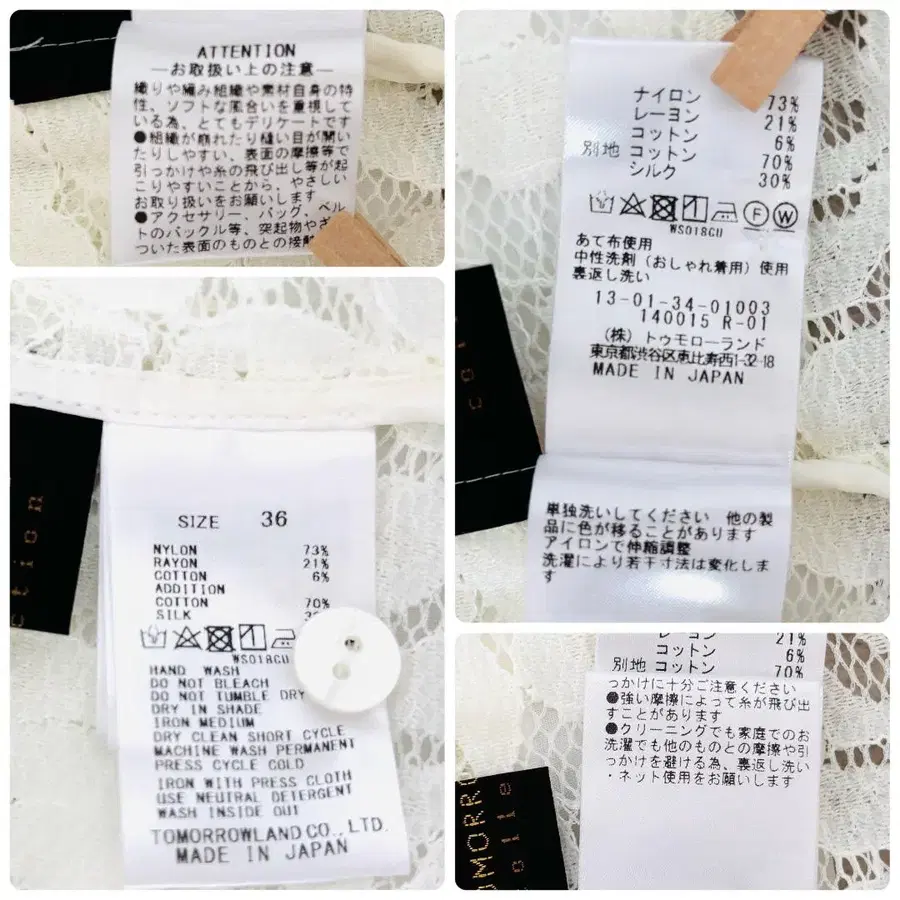 ATTENTION
―お取扱い上の注意―
織りや編み組織や素材自身の特
性、ソフトな風合いを重視して
いる為、とてもデリケートです
●組織が崩れたり縫い目が開い
たりしやすい、表面の摩擦等で
引っかけや糸の飛び出し等が起
こりやすいことから、やさしい
お取り扱いをお願いします
●アクセサリー、バッグ、ベル
トのバックル等、突起物やざ
ついた表面のものとの接触
ナイロン 73%
レーヨン 21%
コットン 6%
別地 コットン 70%
シルク 30%
F W
WS018GU
あて布使用
中性洗剤（おしゃれ着用）使用
裏返し洗い
13-01-34-01003
140015 R-01
（株）トゥモローランド
東京都渋谷区恵比寿西1-32-18
MADE IN JAPAN
単独洗いしてください 他の製
品に色が移ることがあります
アイロンで伸縮調整
洗濯により若干寸法は変化しま
す
ction
SIZE 36
NYLON 73%
RAYON 21%
COTTON 6%
ADDITION
COTTON 70%
SILK
WS018GU
HAND WASH
DO NOT BLEACH
DO NOT TUMBLE DRY
DRY IN SHADE
IRON MEDIUM
DRY CLEAN SHORT CYCLE
MACHINE WASH PERMANENT
PRESS CYCLE COLD
IRON WITH PRESS CLOTH
USE NEUTRAL DETERGENT
WASH INSIDE OUT
TOMORROWLAND CO., LTD.
MADE IN JAPAN
レーヨン 21%
コットン 6%
別地 コットン 70%
っかけに十分ご注意ください
●強い摩擦によって糸が飛び出
すことがあります
●クリーニングでも家庭でのお
洗濯でも他のものとの摩擦や引
っかけを避ける為、裏返し洗い
・ネット使用をお願いします
OMORRO
olle